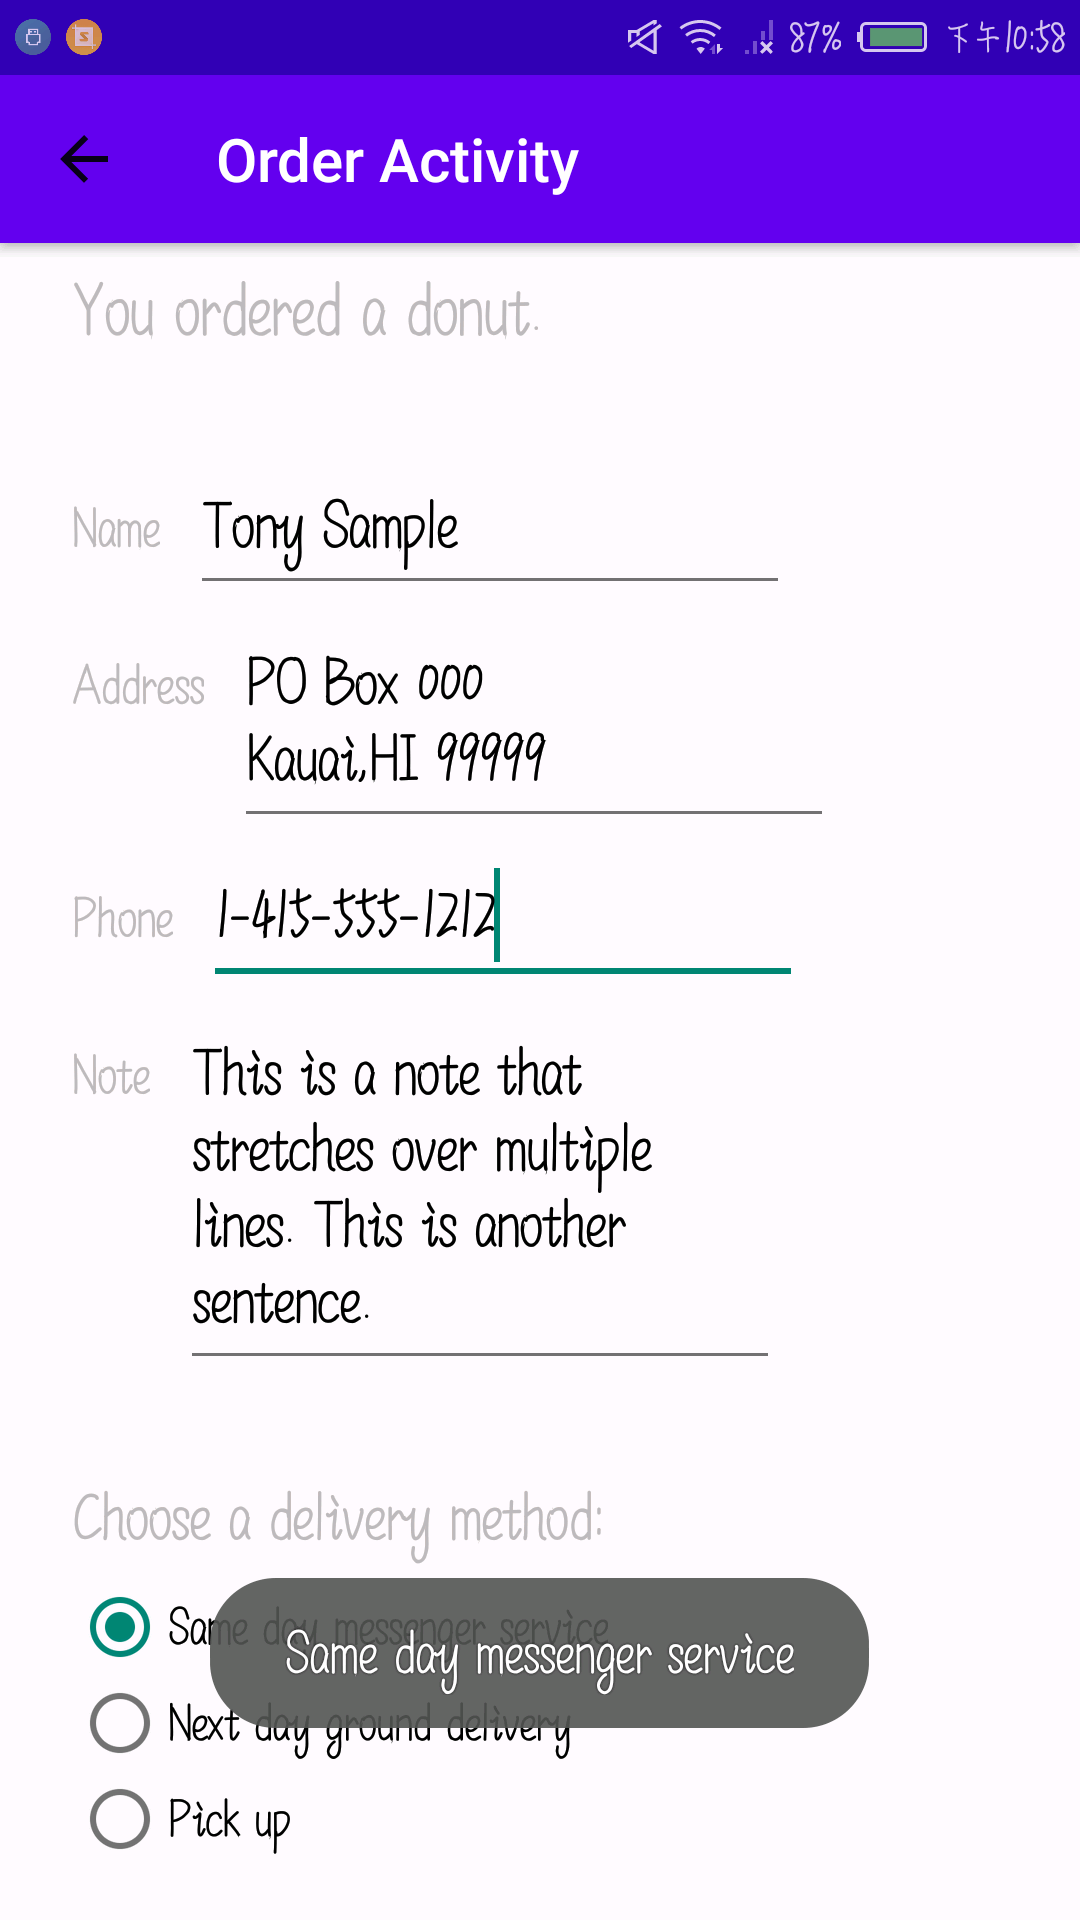 87% 下午10:58
Order Activity
You ordered a donut.
Name Tony Sample
Address PO Box 000
Kauai,HI 99999
Phone 1-415-555-1212
Note This is a note that
stretches over multiple
lines. This is another
sentence.
Choose a delivery method:
Same day messenger service
Same day messenger service
Next day ground delivery
Pick up